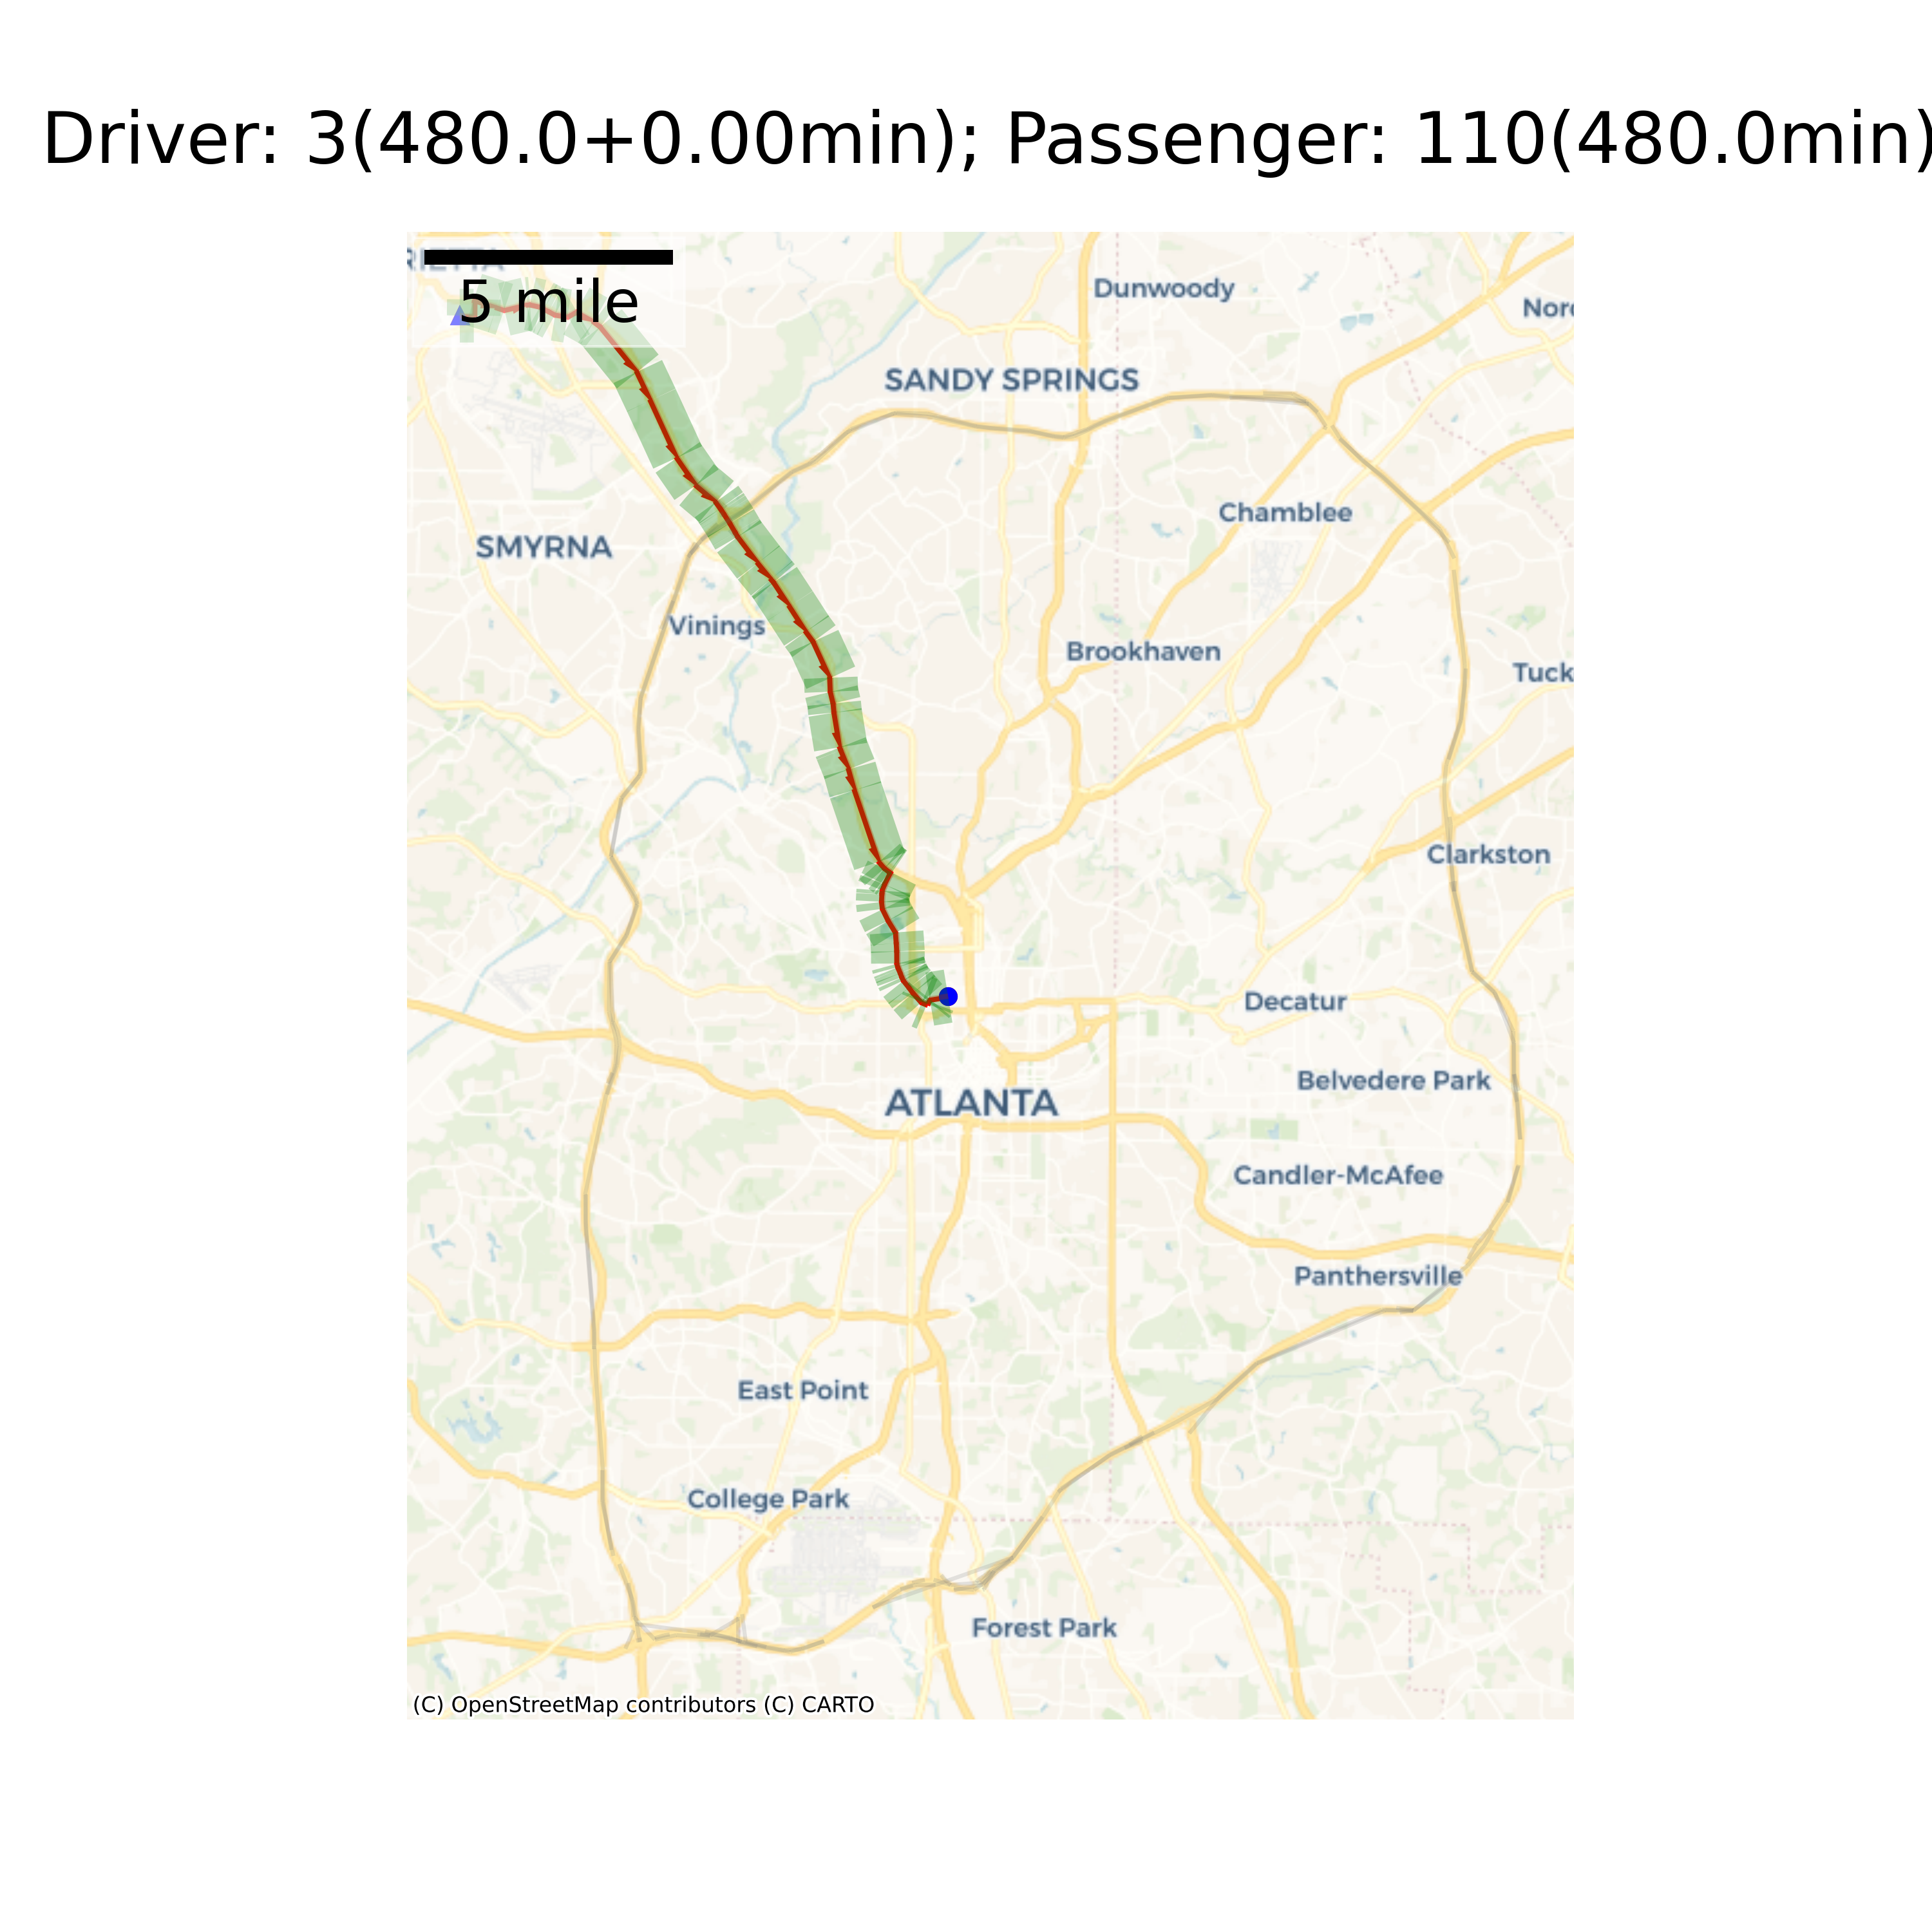 Driver: 3(480.0+0.00min); Passenger: 110(480.0min)
RIETTA
5 mile
Dunwoody
Nor
SANDY SPRINGS
Chamblee
SMYRNA
Vinings
Brookhaven
Tuck
Clarkston
Decatur
Belvedere Park
ATLANTA
Candler-McAfee
Panthersville
East Point
College Park
Forest Park
(C) OpenStreetMap contributors (C) CARTO